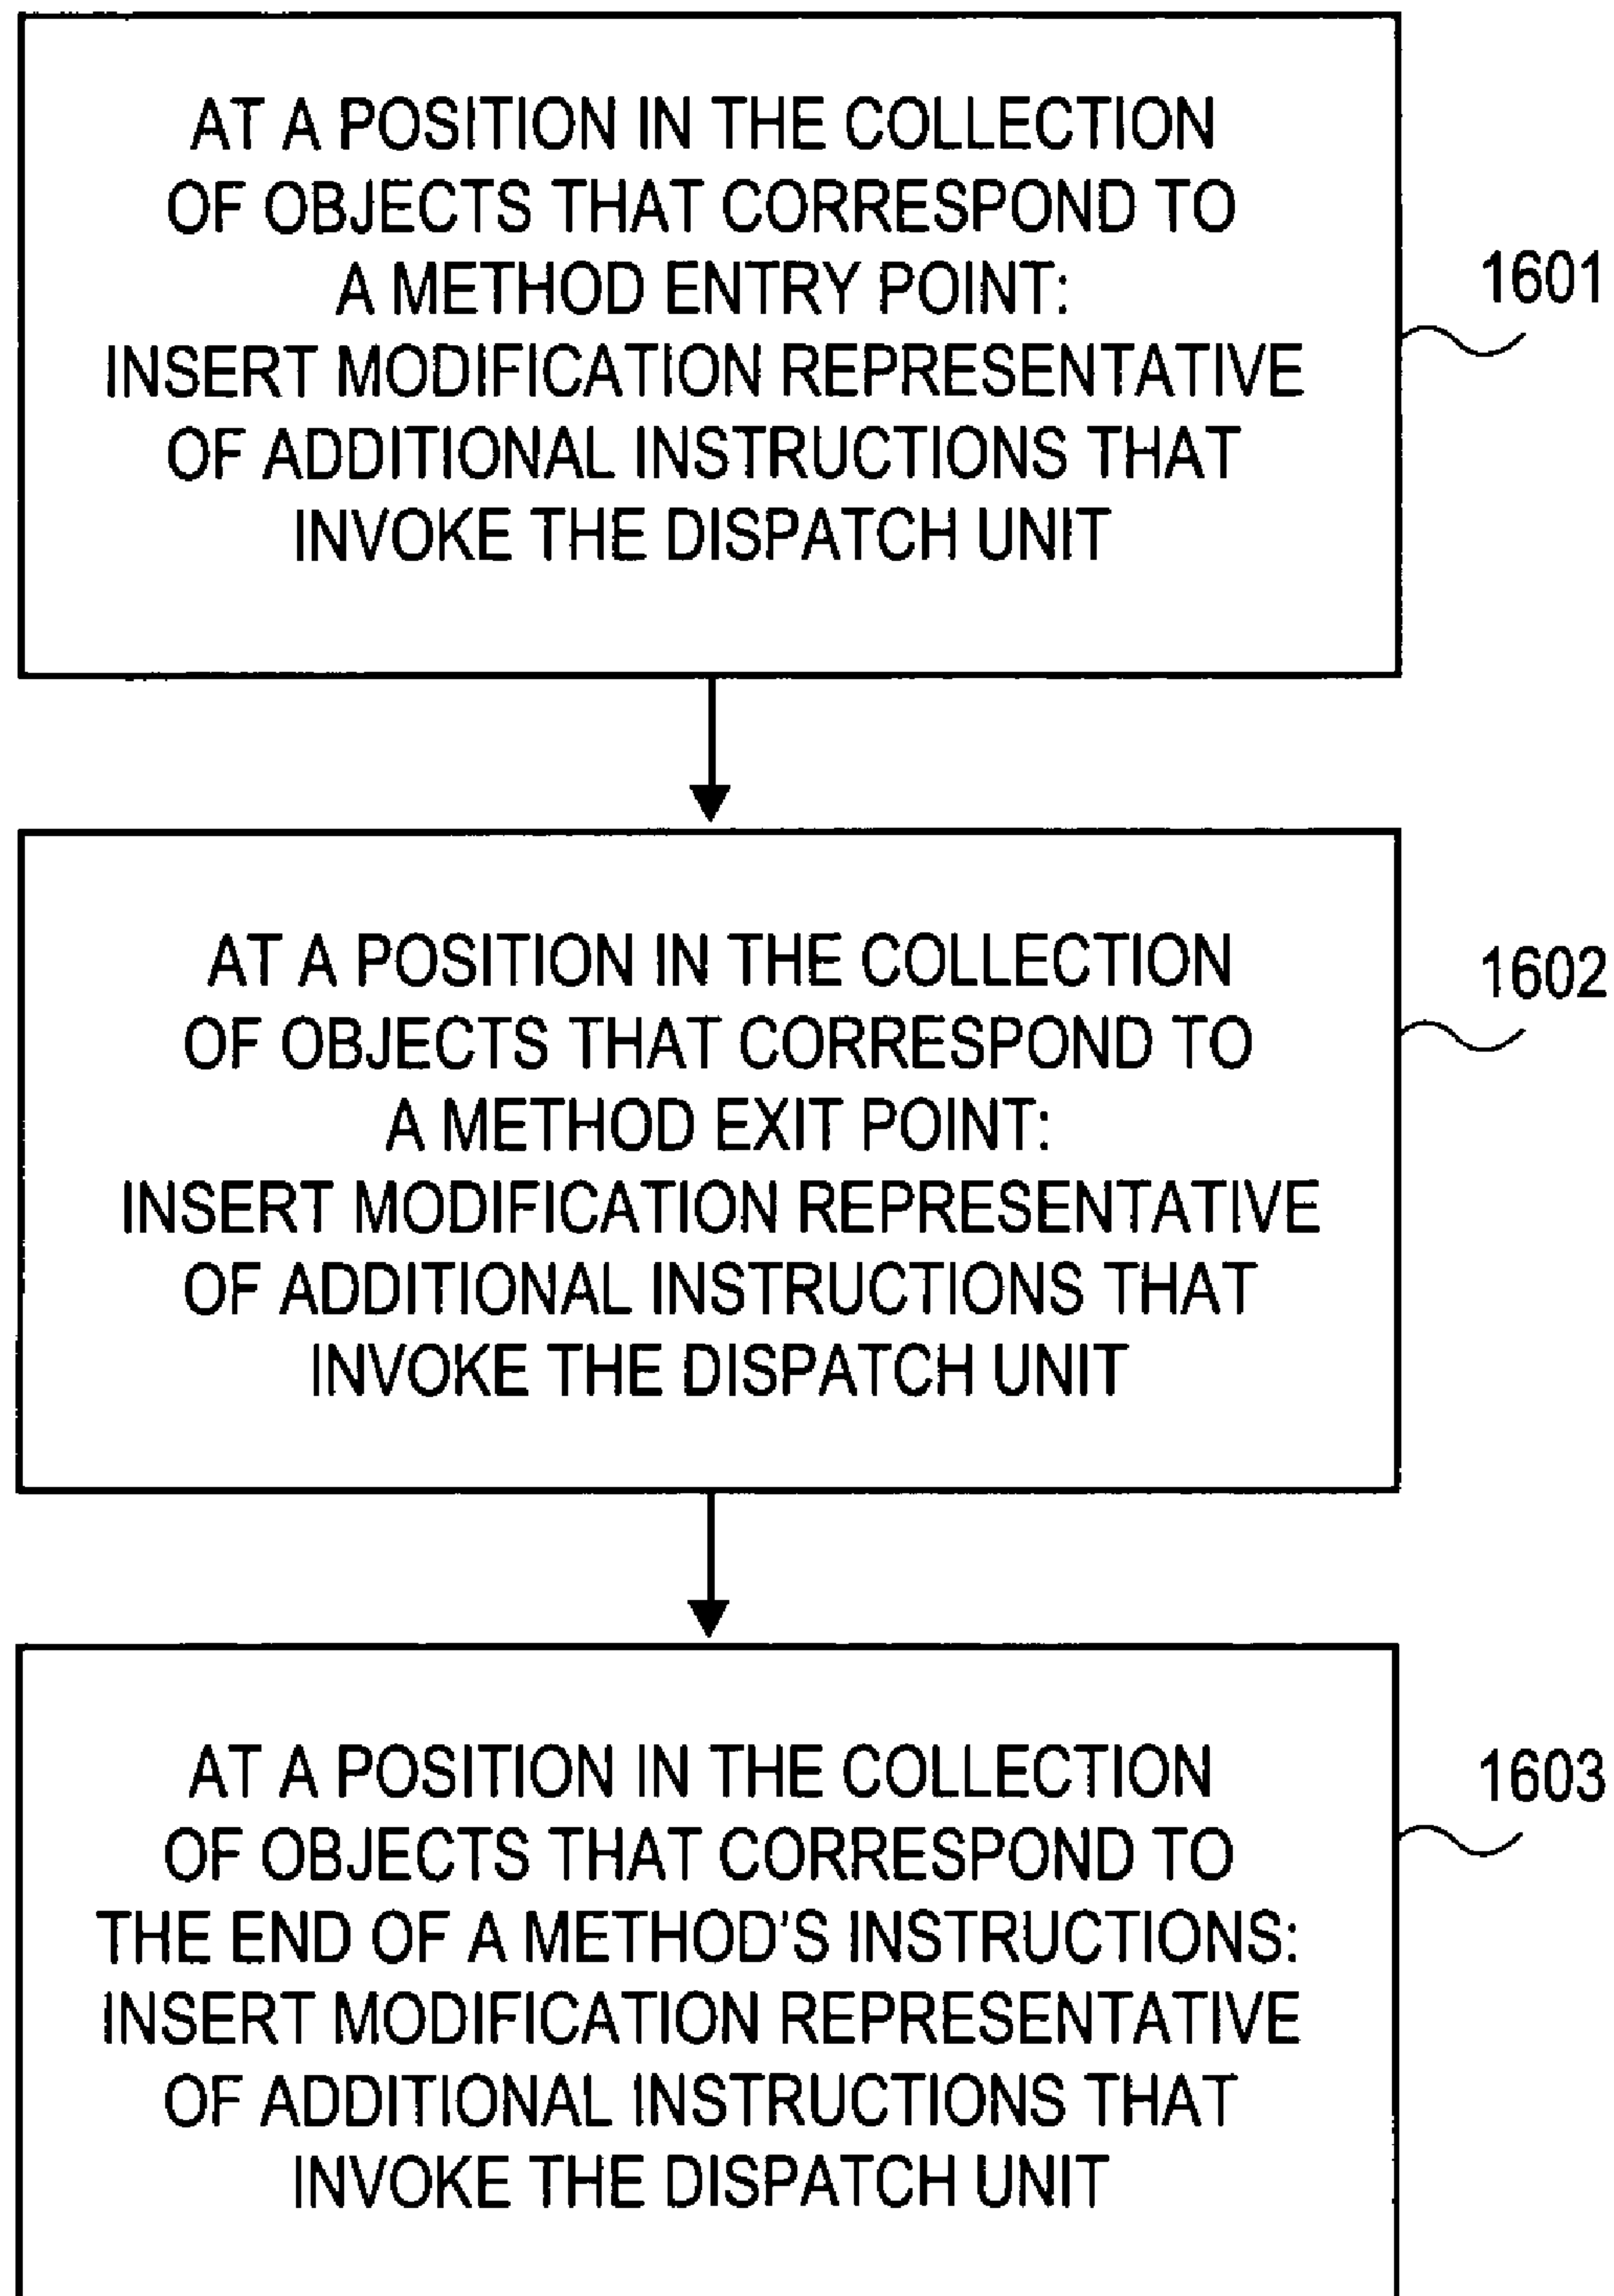 AT A POSITION IN THE COLLECTION
OF OBJECTS THAT CORRESPOND TO
A METHOD ENTRY POINT:
INSERT MODIFICATION REPRESENTATIVE
OF ADDITIONAL INSTRUCTIONS THAT
INVOKE THE DISPATCH UNIT
1601
AT A POSITION IN THE COLLECTION
OF OBJECTS THAT CORRESPOND TO
A METHOD EXIT POINT:
INSERT MODIFICATION REPRESENTATIVE
OF ADDITIONAL INSTRUCTIONS THAT
INVOKE THE DISPATCH UNIT
1602
AT A POSITION IN THE COLLECTION
OF OBJECTS THAT CORRESPOND TO
THE END OF A METHOD'S INSTRUCTIONS:
INSERT MODIFICATION REPRESENTATIVE
OF ADDITIONAL INSTRUCTIONS THAT
INVOKE THE DISPATCH UNIT
1603